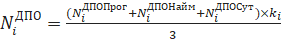 N_i^ДПО = ((N_i^ДПОПрог + N_i^ДПОНайм + N_i^ДПОСут) × k_i) / 3